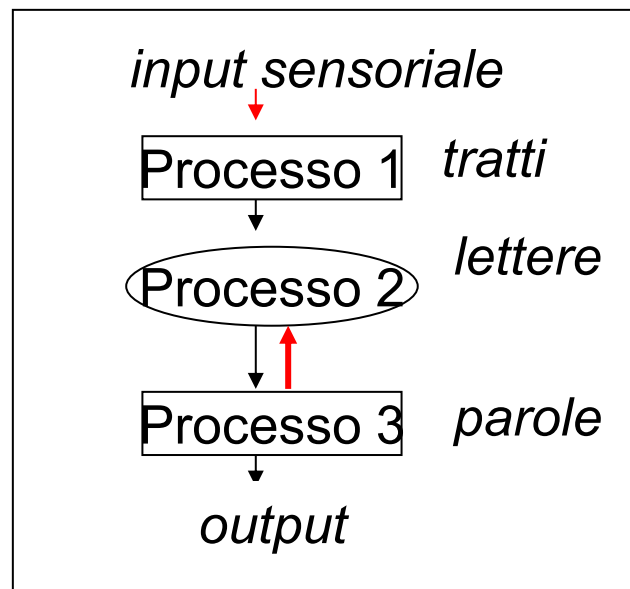 input sensoriale
Processo 1
tratti
Processo 2
lettere
Processo 3
parole
output